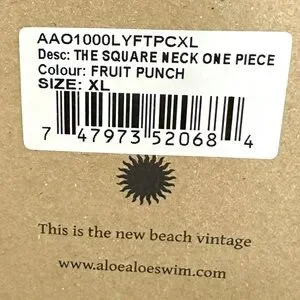 AAO1000LYFTPCXL
Desc: THE SQUARE NECK ONE PIECE
Colour: FRUIT PUNCH
SIZE: XL
7 47973 52068 4
This is the new beach vintage
www.aloealoeswim.com